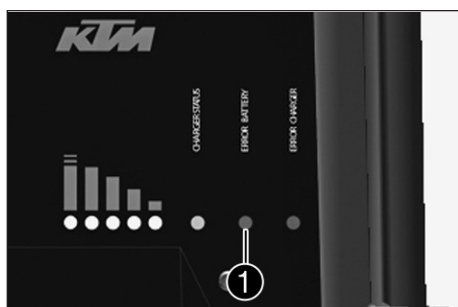 KTM
CHARGER STATUS
ERROR BATTERY
ERROR CHARGER
1